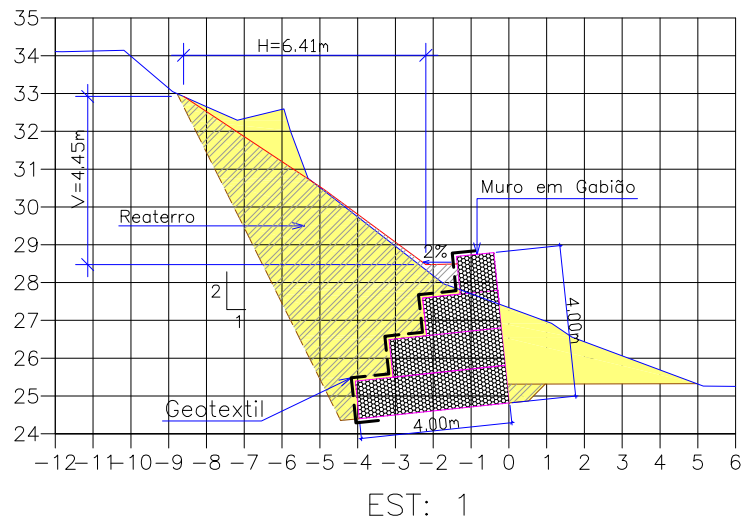 35
34
33
32
31
30
29
28
27
26
25
24
H=6.41m
V=4.45m
Muro em Gabião
Reaterro
2%
2
1
4.00m
Geotextil
4.00m
-12 -11 -10 -9 -8 -7 -6 -5 -4 -3 -2 -1 0 1 2 3 4 5 6
EST: 1